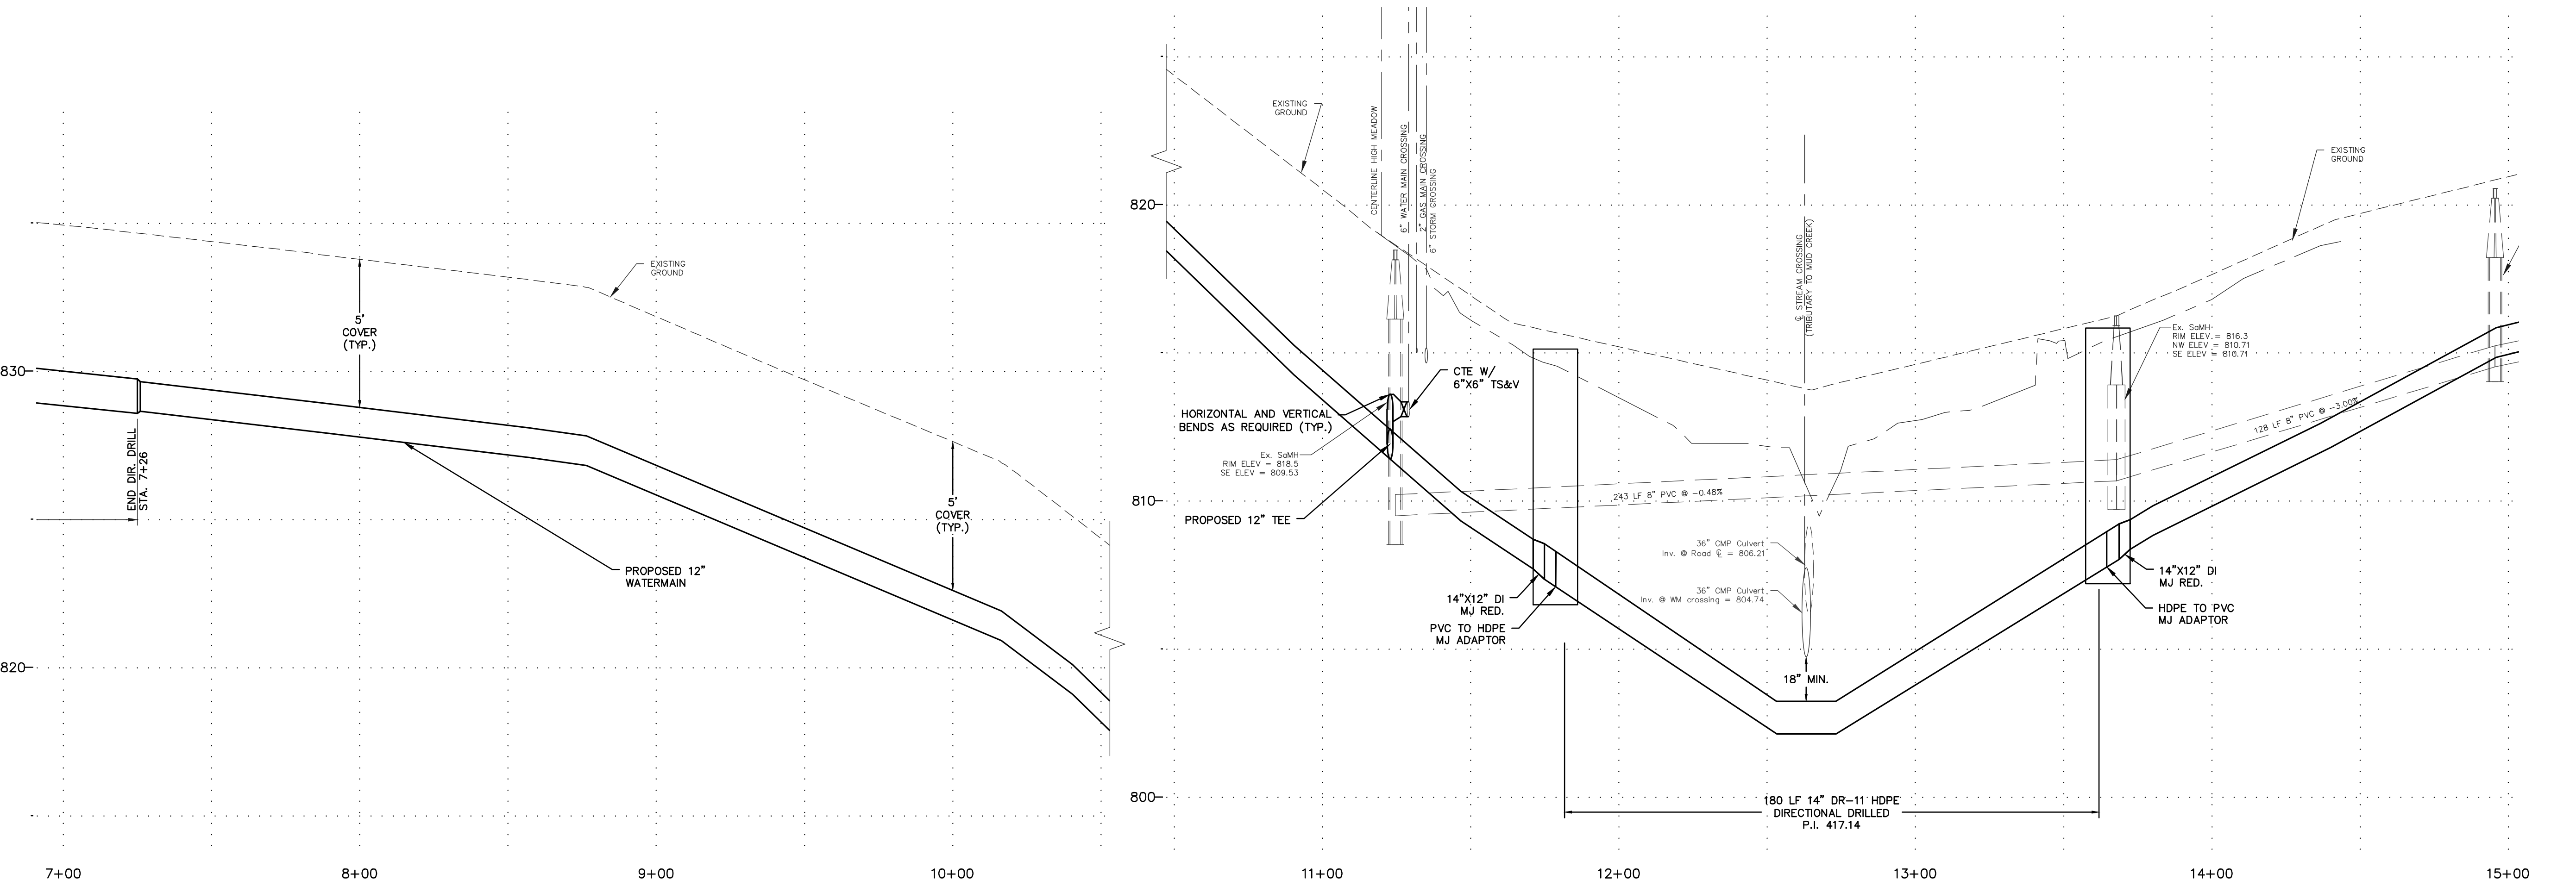 EXISTING
GROUND
5'
COVER
(TYP.)
830
END DIR. DRILL
STA. 7+26
PROPOSED 12"
WATERMAIN
5'
COVER
(TYP.)
820
7+00
8+00
9+00
10+00
EXISTING
GROUND
CENTERLINE HIGH MEADOW
6" WATER MAIN CROSSING
2" GAS MAIN CROSSING
6" STORM CROSSING
820
℄ STREAM CROSSING
(TRIBUTARY TO MUD CREEK)
EXISTING
GROUND
Ex. SaMH
RIM ELEV.= 816.3
NW ELEV = 810.71
SE ELEV = 810.71
CTE W/
6"X6" TS&V
HORIZONTAL AND VERTICAL
BENDS AS REQUIRED (TYP.)
Ex. SaMH
RIM ELEV = 818.5
SE ELEV = 809.53
PROPOSED 12" TEE
810
243 LF 8" PVC @ -0.48%
128 LF 8" PVC @ -3.00%
36" CMP Culvert
Inv. @ Road ℄ = 806.21
36" CMP Culvert
Inv. @ WM crossing = 804.74
14"X12" DI
MJ RED.
PVC TO HDPE
MJ ADAPTOR
14"X12" DI
MJ RED.
HDPE TO PVC
MJ ADAPTOR
18" MIN.
800
180 LF 14" DR-11 HDPE
DIRECTIONAL DRILLED
P.I. 417.14
11+00
12+00
13+00
14+00
15+00